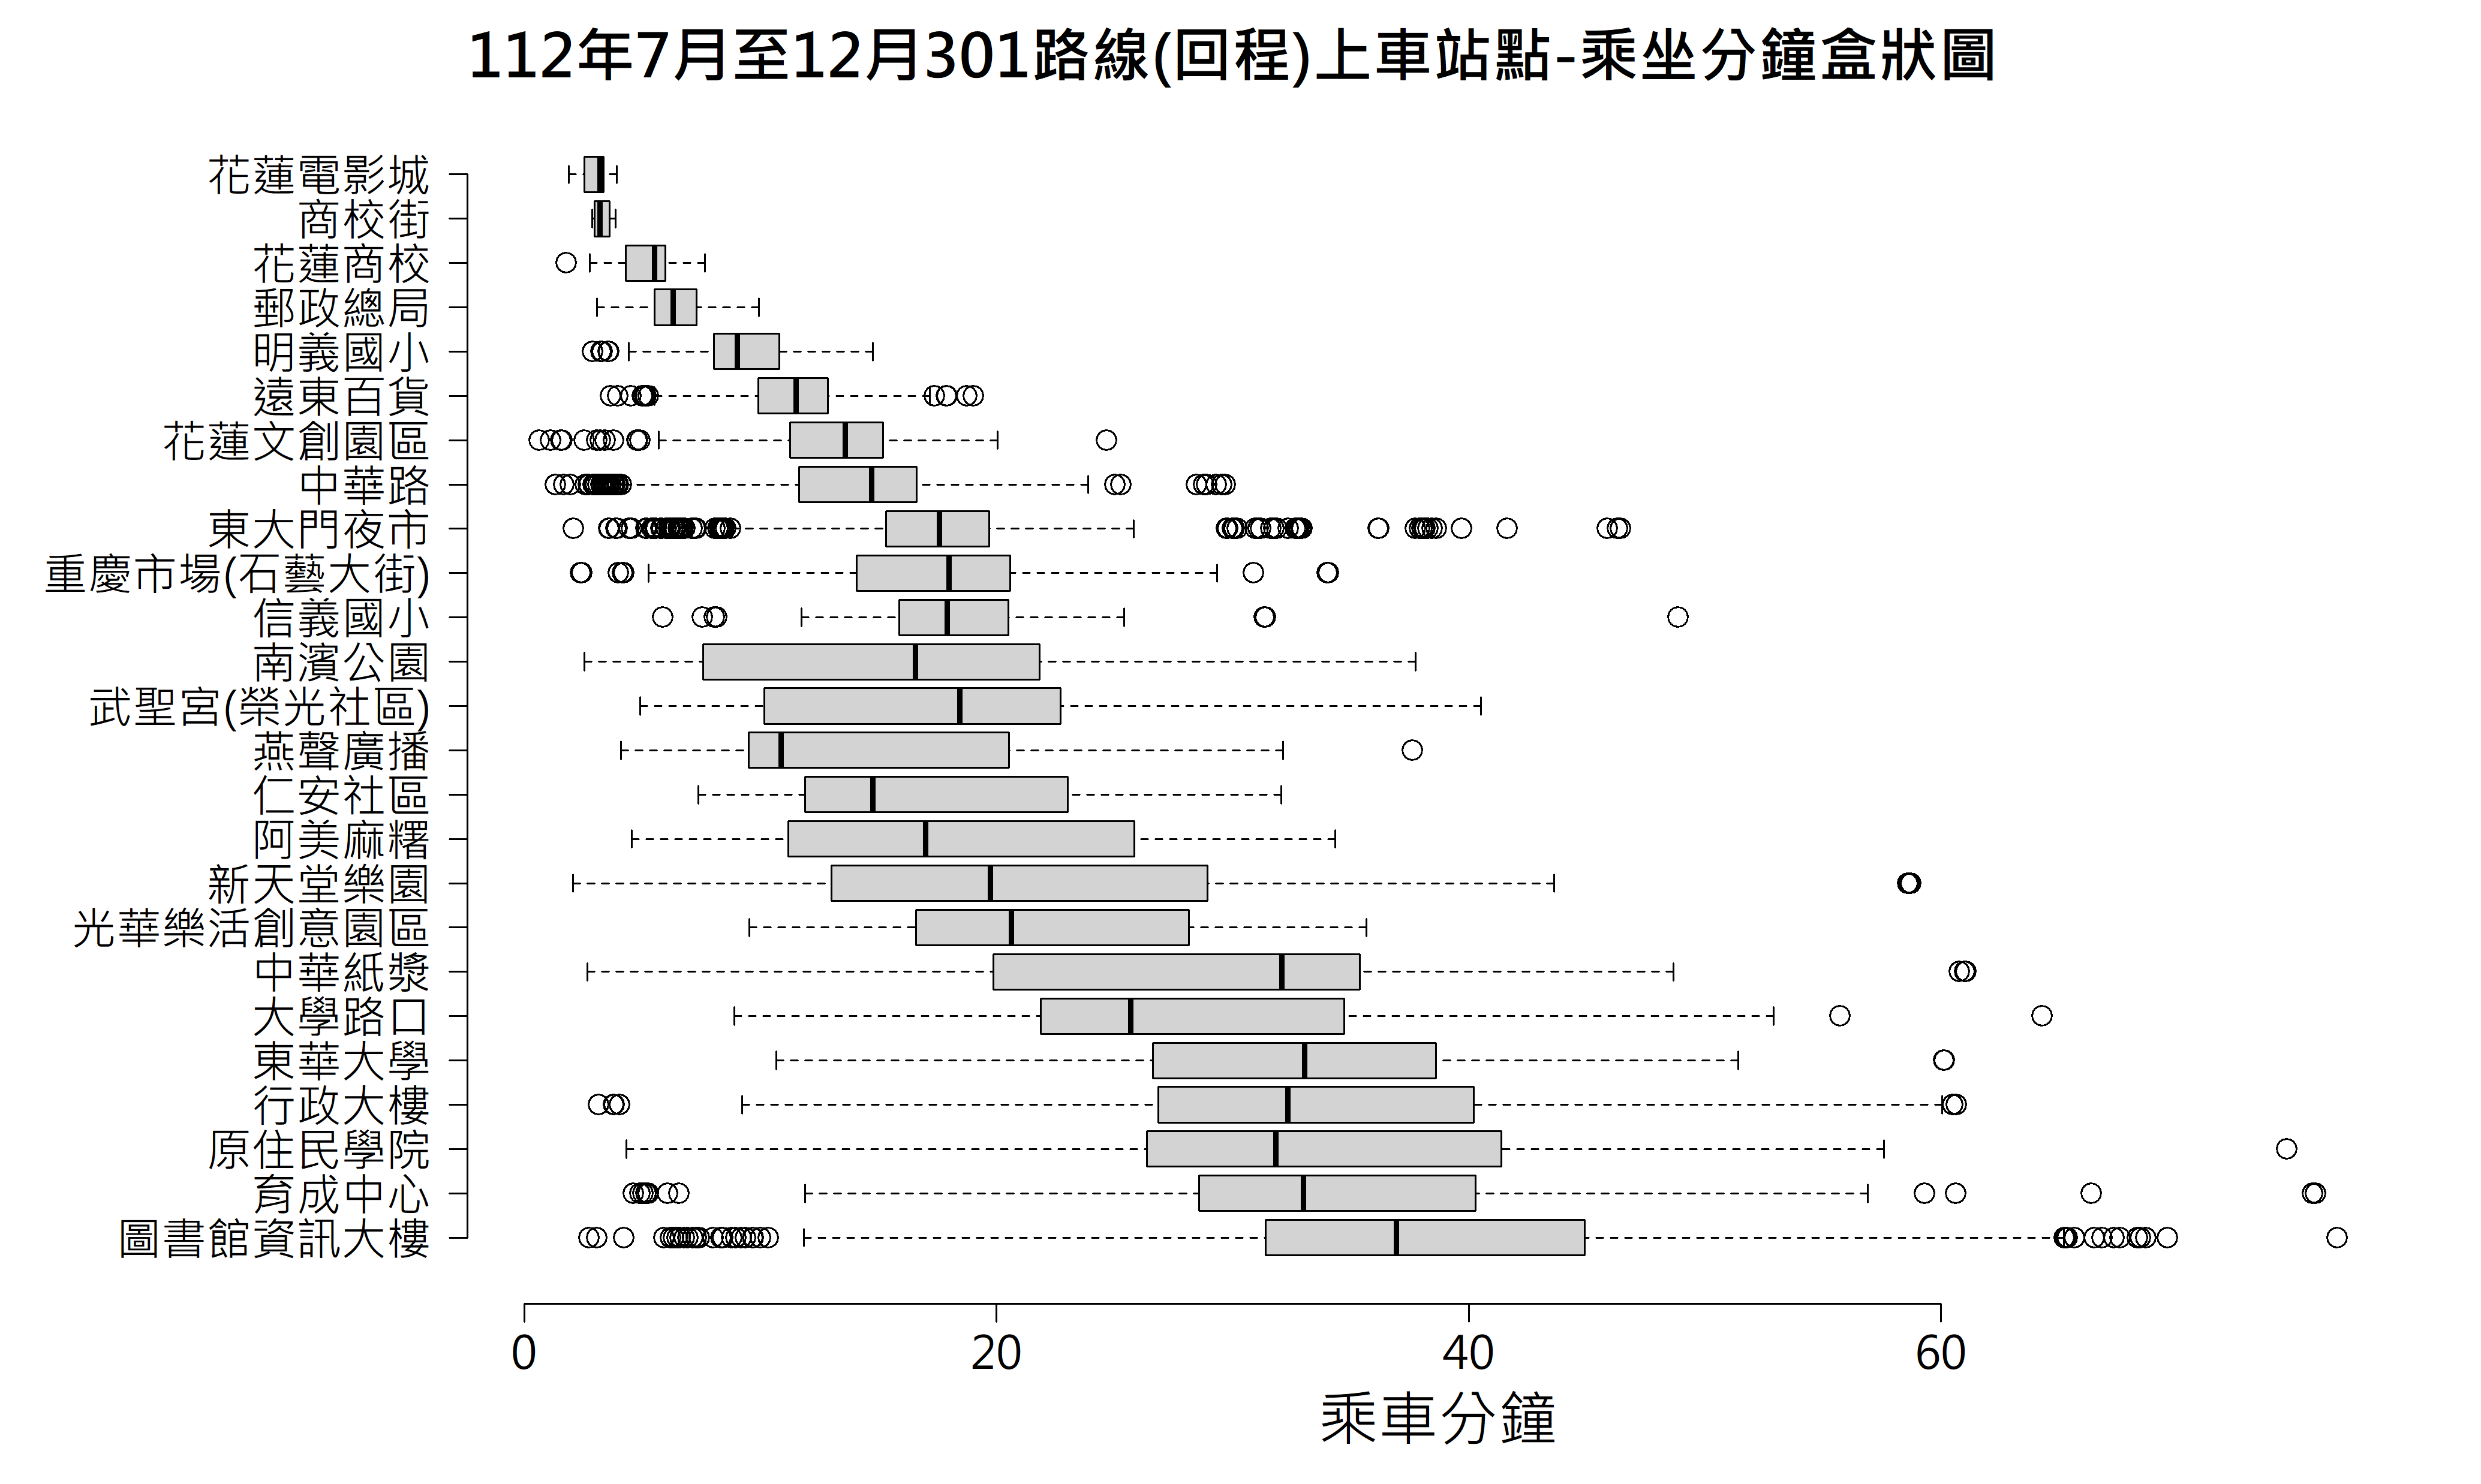 112年7月至12月301路線(回程)上車站點-乘坐分鐘盒狀圖
花蓮電影城
商校街
花蓮商校
郵政總局
明義國小
遠東百貨
花蓮文創園區
中華路
東大門夜市
重慶市場(石藝大街)
信義國小
南濱公園
武聖宮(榮光社區)
燕聲廣播
仁安社區
阿美麻糬
新天堂樂園
光華樂活創意園區
中華紙漿
大學路口
東華大學
行政大樓
原住民學院
育成中心
圖書館資訊大樓
0 20 40 60
乘車分鐘